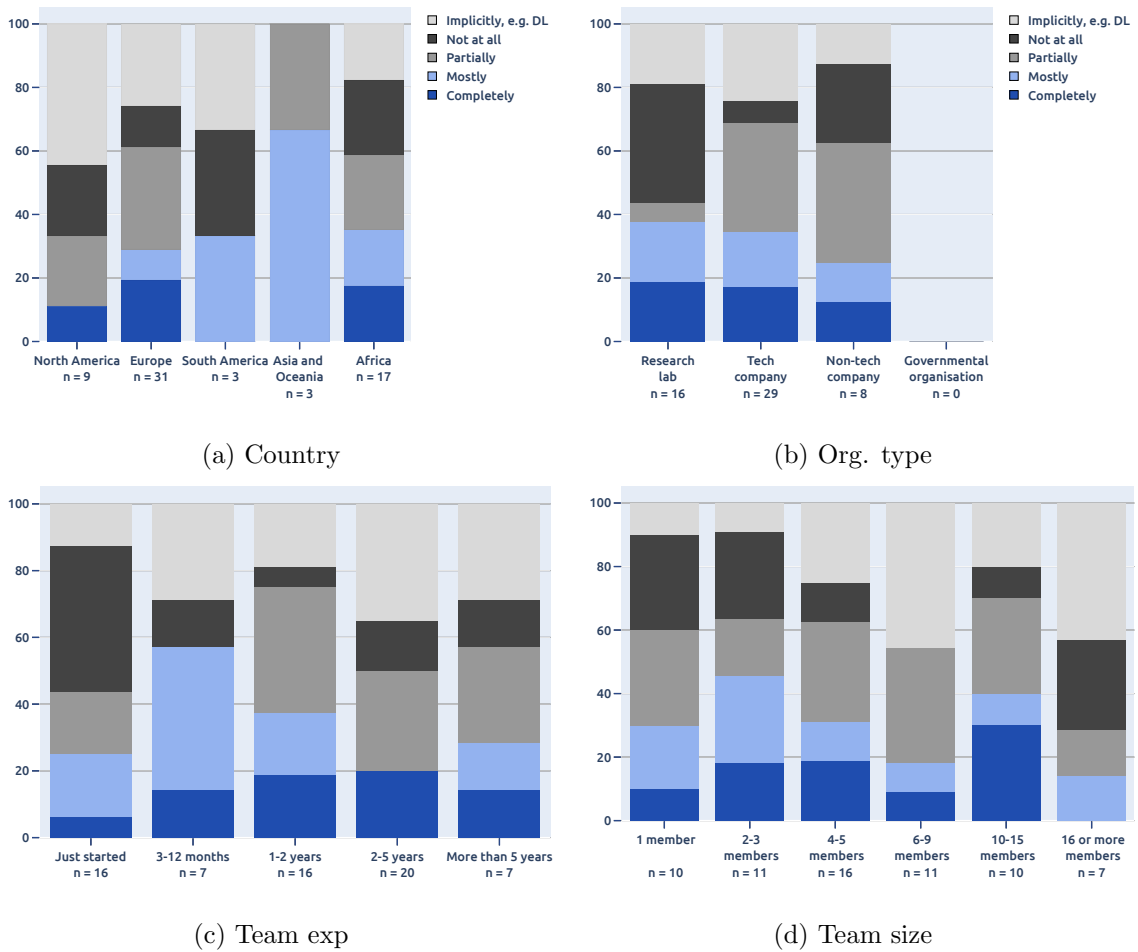 100
80
60
40
20
0
North America
n = 9
Europe
n = 31
South America
n = 3
Asia and
Oceania
n = 3
Africa
n = 17
Implicitly, e.g. DL
Not at all
Partially
Mostly
Completely
(a) Country
100
80
60
40
20
0
Research
lab
n = 16
Tech
company
n = 29
Non-tech
company
n = 8
Governmental
organisation
n = 0
Implicitly, e.g. DL
Not at all
Partially
Mostly
Completely
(b) Org. type
100
80
60
40
20
0
Just started
n = 16
3-12 months
n = 7
1-2 years
n = 16
2-5 years
n = 20
More than 5 years
n = 7
(c) Team exp
100
80
60
40
20
0
1 member
n = 10
2-3
members
n = 11
4-5
members
n = 16
6-9
members
n = 11
10-15
members
n = 10
16 or more
members
n = 7
(d) Team size